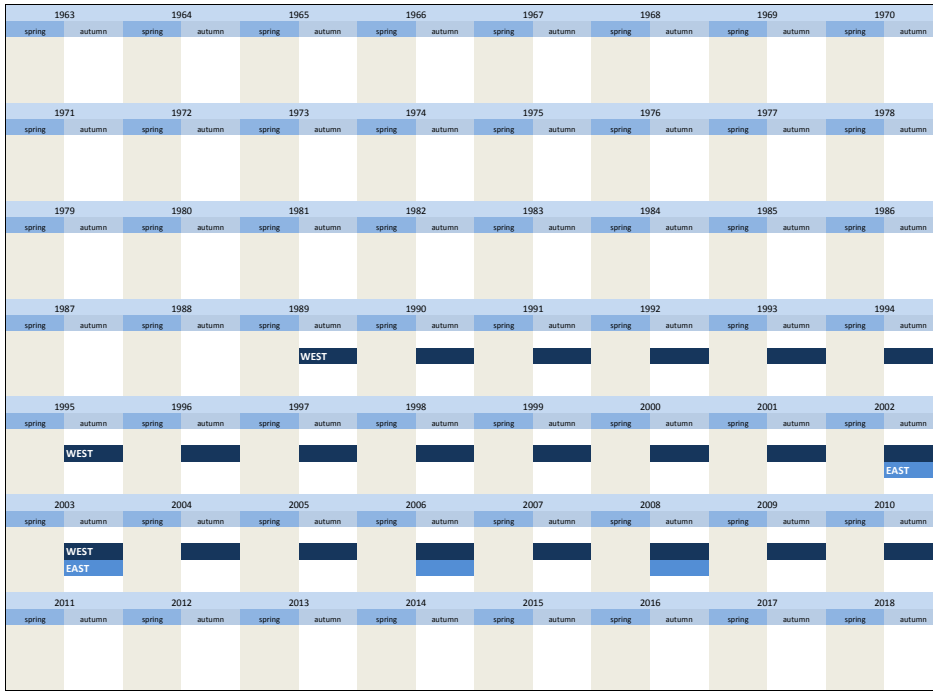 1963 1964 1965 1966 1967 1968 1969 1970
spring autumn spring autumn spring autumn spring autumn spring autumn spring autumn spring autumn spring autumn
1971 1972 1973 1974 1975 1976 1977 1978
spring autumn spring autumn spring autumn spring autumn spring autumn spring autumn spring autumn spring autumn
1979 1980 1981 1982 1983 1984 1985 1986
spring autumn spring autumn spring autumn spring autumn spring autumn spring autumn spring autumn spring autumn
1987 1988 1989 1990 1991 1992 1993 1994
spring autumn spring autumn spring autumn spring autumn spring autumn spring autumn spring autumn spring autumn
WEST
1995 1996 1997 1998 1999 2000 2001 2002
spring autumn spring autumn spring autumn spring autumn spring autumn spring autumn spring autumn spring autumn
WEST
EAST
2003 2004 2005 2006 2007 2008 2009 2010
spring autumn spring autumn spring autumn spring autumn spring autumn spring autumn spring autumn spring autumn
WEST
EAST
2011 2012 2013 2014 2015 2016 2017 2018
spring autumn spring autumn spring autumn spring autumn spring autumn spring autumn spring autumn spring autumn